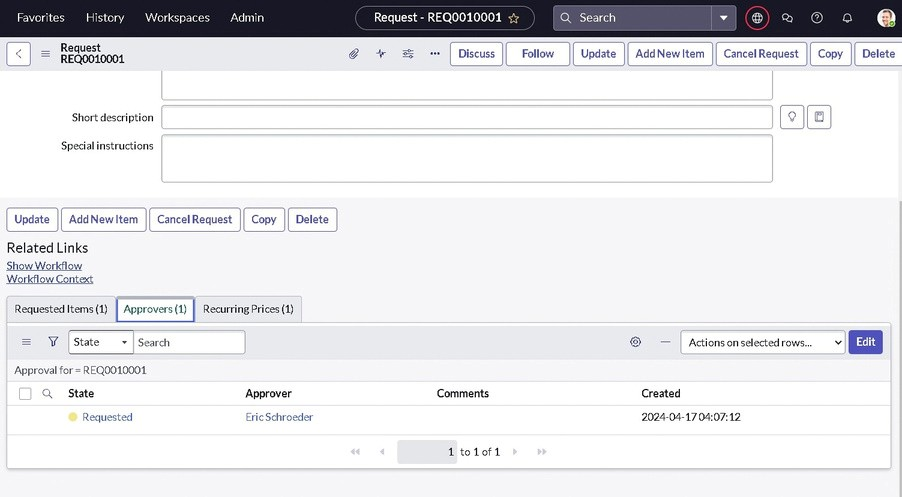 Favorites History Workspaces Admin Request - REQ0010001 Search
Request
REQ0010001
Discuss Follow Update Add New Item Cancel Request Copy Delete
Short description
Special instructions
Update Add New Item Cancel Request Copy Delete
Related Links
Show Workflow
Workflow Context
Requested Items (1) Approvers (1) Recurring Prices (1)
State Search Actions on selected rows... Edit
Approval for = REQ0010001
State Approver Comments Created
Requested Eric Schroeder 2024-04-17 04:07:12
1 to 1 of 1